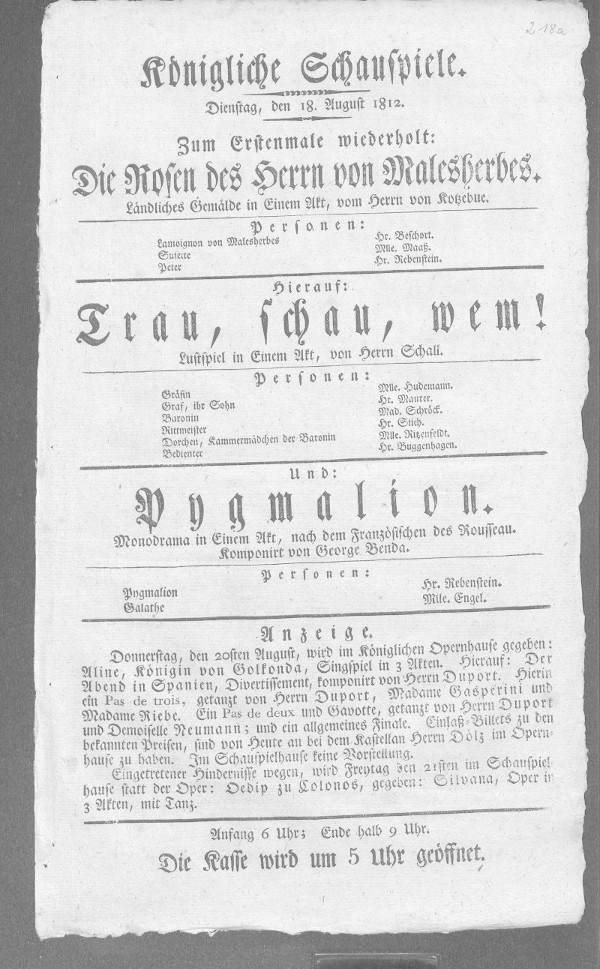 2 18a
Königliche Schauspiele.
Dienstag, den 18. August 1812.
Zum Erstenmale wiederholt:
Die Rosen des Herrn von Malesherbes.
Ländliches Gemälde in Einem Akt, vom Herrn von Kotzebue.
Personen:
Lamoignon von Malesherbes Hr. Beschort.
Susette Mlle. Maaß.
Peter Hr. Rebenstein.
Hierauf:
Trau, schau, wem!
Lustspiel in Einem Akt, von Herrn Schall.
Personen:
Gräfin Mlle. Hudemann.
Graf, ihr Sohn Hr. Maurer.
Baronin Mad. Schröck.
Rittmeister Hr. Stich.
Dorchen, Kammermädchen der Baronin Mlle. Ritzenfeldt.
Bedienter Hr. Buggenhagen.
Und:
Pygmalion.
Monodrama in Einem Akt, nach dem Französischen des Rousseau.
Komponirt von George Benda.
Personen:
Pygmalion Hr. Rebenstein.
Galathe Mlle. Engel.
Anzeige.
Donnerstag, den 20sten August, wird im Königlichen Opernhause gegeben:
Aline, Königin von Golkonda, Singspiel in 3 Akten. Hierauf: Der
Abend in Spanien, Divertissement, komponirt von Herrn Duport. Hierin
ein Pas de trois, getanzt von Herrn Duport, Madame Gasperini und
Madame Riebe. Ein Pas de deux und Gavotte, getanzt von Herrn Duport
und Demoiselle Neumann; und ein allgemeines Finale. Einlaß-Billets zu den
bekannten Preisen, sind von Heute an bei dem Kastellan Herrn Dölz im Opern-
hause zu haben. Im Schauspielhause keine Vorstellung.
Eingetretener Hindernisse wegen, wird Freytag den 21sten im Schauspiel-
hause statt der Oper: Oedip zu Colonos, gegeben: Silvana, Oper in
3 Akten, mit Tanz.
Anfang 6 Uhr; Ende halb 9 Uhr.
Die Kasse wird um 5 Uhr geöffnet.